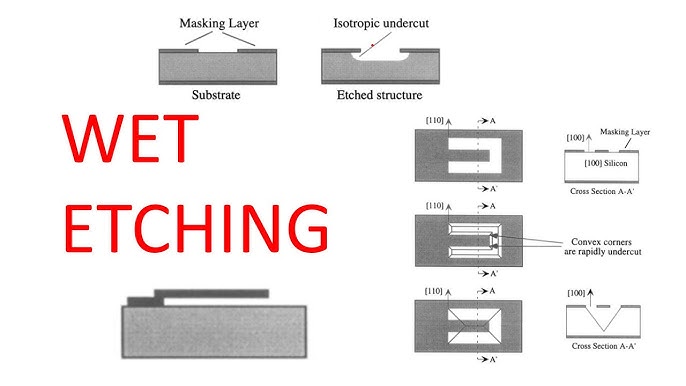 Masking Layer
Isotropic undercut
Substrate
Etched structure
WET
ETCHING
[110]
A
A'
[100]
Masking Layer
[100] Silicon
Cross Section A-A'
[110]
A
A'
Convex corners
are rapidly undercut
[110]
A
A'
[100]
Cross Section A-A'